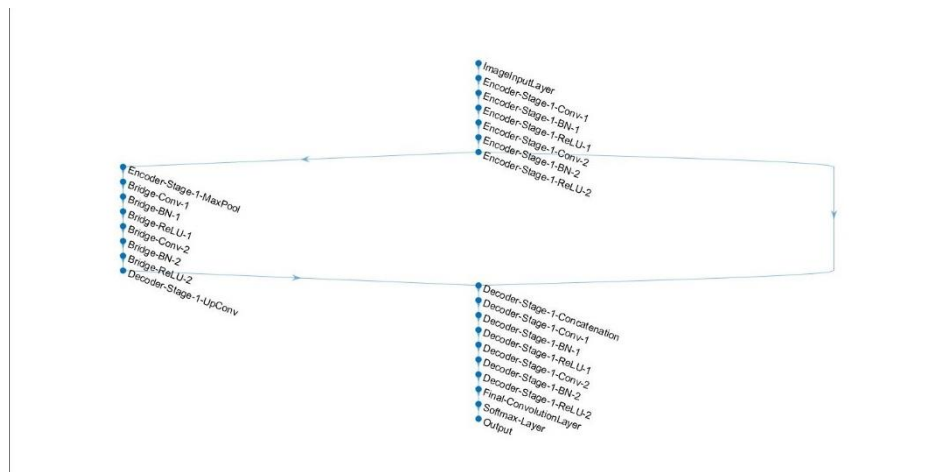 ImageInputLayer
Encoder-Stage-1-Conv-1
Encoder-Stage-1-BN-1
Encoder-Stage-1-ReLU-1
Encoder-Stage-1-Conv-2
Encoder-Stage-1-BN-2
Encoder-Stage-1-ReLU-2
Encoder-Stage-1-MaxPool
Bridge-Conv-1
Bridge-BN-1
Bridge-ReLU-1
Bridge-Conv-2
Bridge-BN-2
Bridge-ReLU-2
Decoder-Stage-1-UpConv
Decoder-Stage-1-Concatenation
Decoder-Stage-1-Conv-1
Decoder-Stage-1-BN-1
Decoder-Stage-1-ReLU-1
Decoder-Stage-1-Conv-2
Decoder-Stage-1-BN-2
Decoder-Stage-1-ReLU-2
Final-ConvolutionLayer
Softmax-Layer
Output